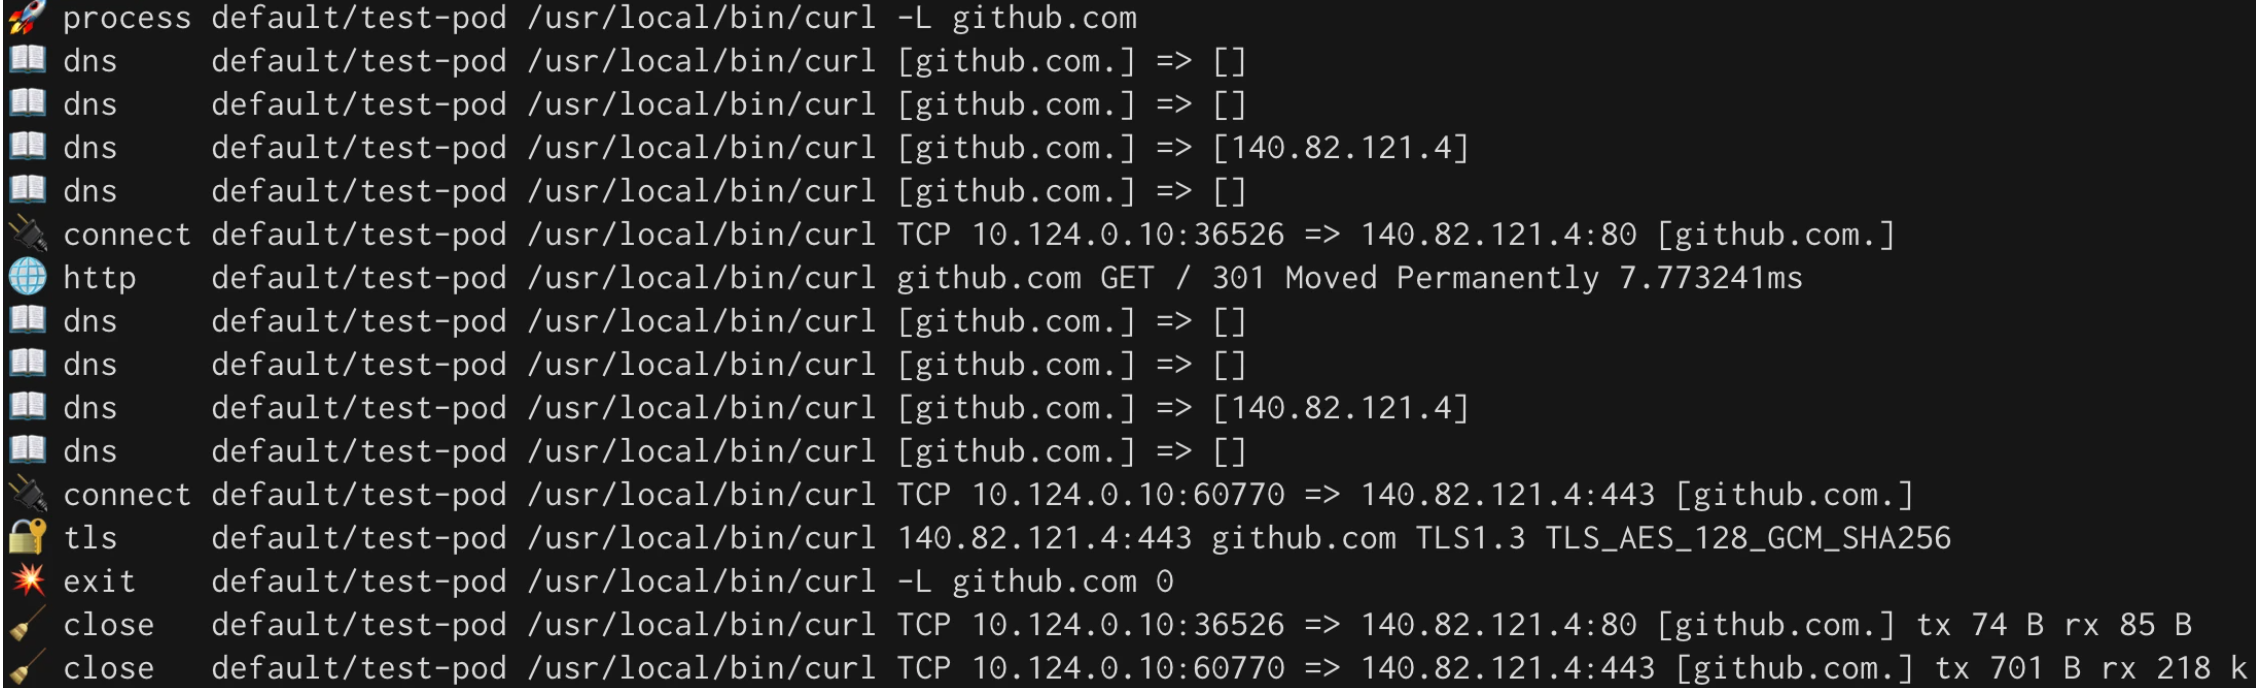 🚀 process default/test-pod /usr/local/bin/curl -L github.com
📖 dns default/test-pod /usr/local/bin/curl [github.com.] => []
📖 dns default/test-pod /usr/local/bin/curl [github.com.] => []
📖 dns default/test-pod /usr/local/bin/curl [github.com.] => [140.82.121.4]
📖 dns default/test-pod /usr/local/bin/curl [github.com.] => []
🔌 connect default/test-pod /usr/local/bin/curl TCP 10.124.0.10:36526 => 140.82.121.4:80 [github.com.]
🌐 http default/test-pod /usr/local/bin/curl github.com GET / 301 Moved Permanently 7.773241ms
📖 dns default/test-pod /usr/local/bin/curl [github.com.] => []
📖 dns default/test-pod /usr/local/bin/curl [github.com.] => []
📖 dns default/test-pod /usr/local/bin/curl [github.com.] => [140.82.121.4]
📖 dns default/test-pod /usr/local/bin/curl [github.com.] => []
🔌 connect default/test-pod /usr/local/bin/curl TCP 10.124.0.10:60770 => 140.82.121.4:443 [github.com.]
🔐 tls default/test-pod /usr/local/bin/curl 140.82.121.4:443 github.com TLS1.3 TLS_AES_128_GCM_SHA256
💥 exit default/test-pod /usr/local/bin/curl -L github.com 0
🧹 close default/test-pod /usr/local/bin/curl TCP 10.124.0.10:36526 => 140.82.121.4:80 [github.com.] tx 74 B rx 85 B
🧹 close default/test-pod /usr/local/bin/curl TCP 10.124.0.10:60770 => 140.82.121.4:443 [github.com.] tx 701 B rx 218 k